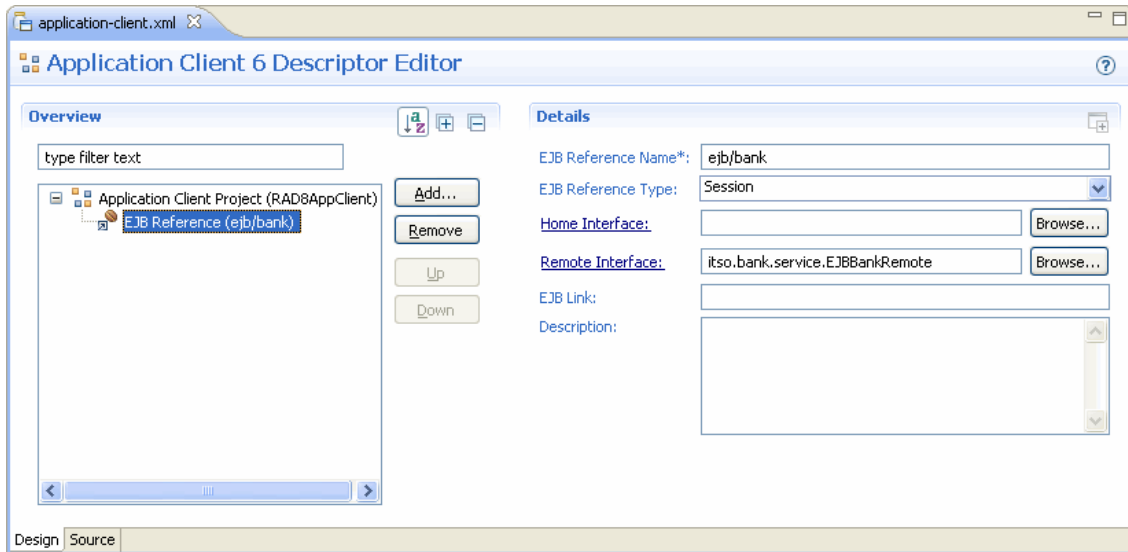 application-client.xml
Application Client 6 Descriptor Editor
Overview
type filter text
Application Client Project (RAD8AppClient)
EJB Reference (ejb/bank)
Add...
Remove
Up
Down
Details
EJB Reference Name*: ejb/bank
EJB Reference Type: Session
Home Interface: Browse...
Remote Interface: itso.bank.service.EJBBankRemote Browse...
EJB Link:
Description:
Design Source